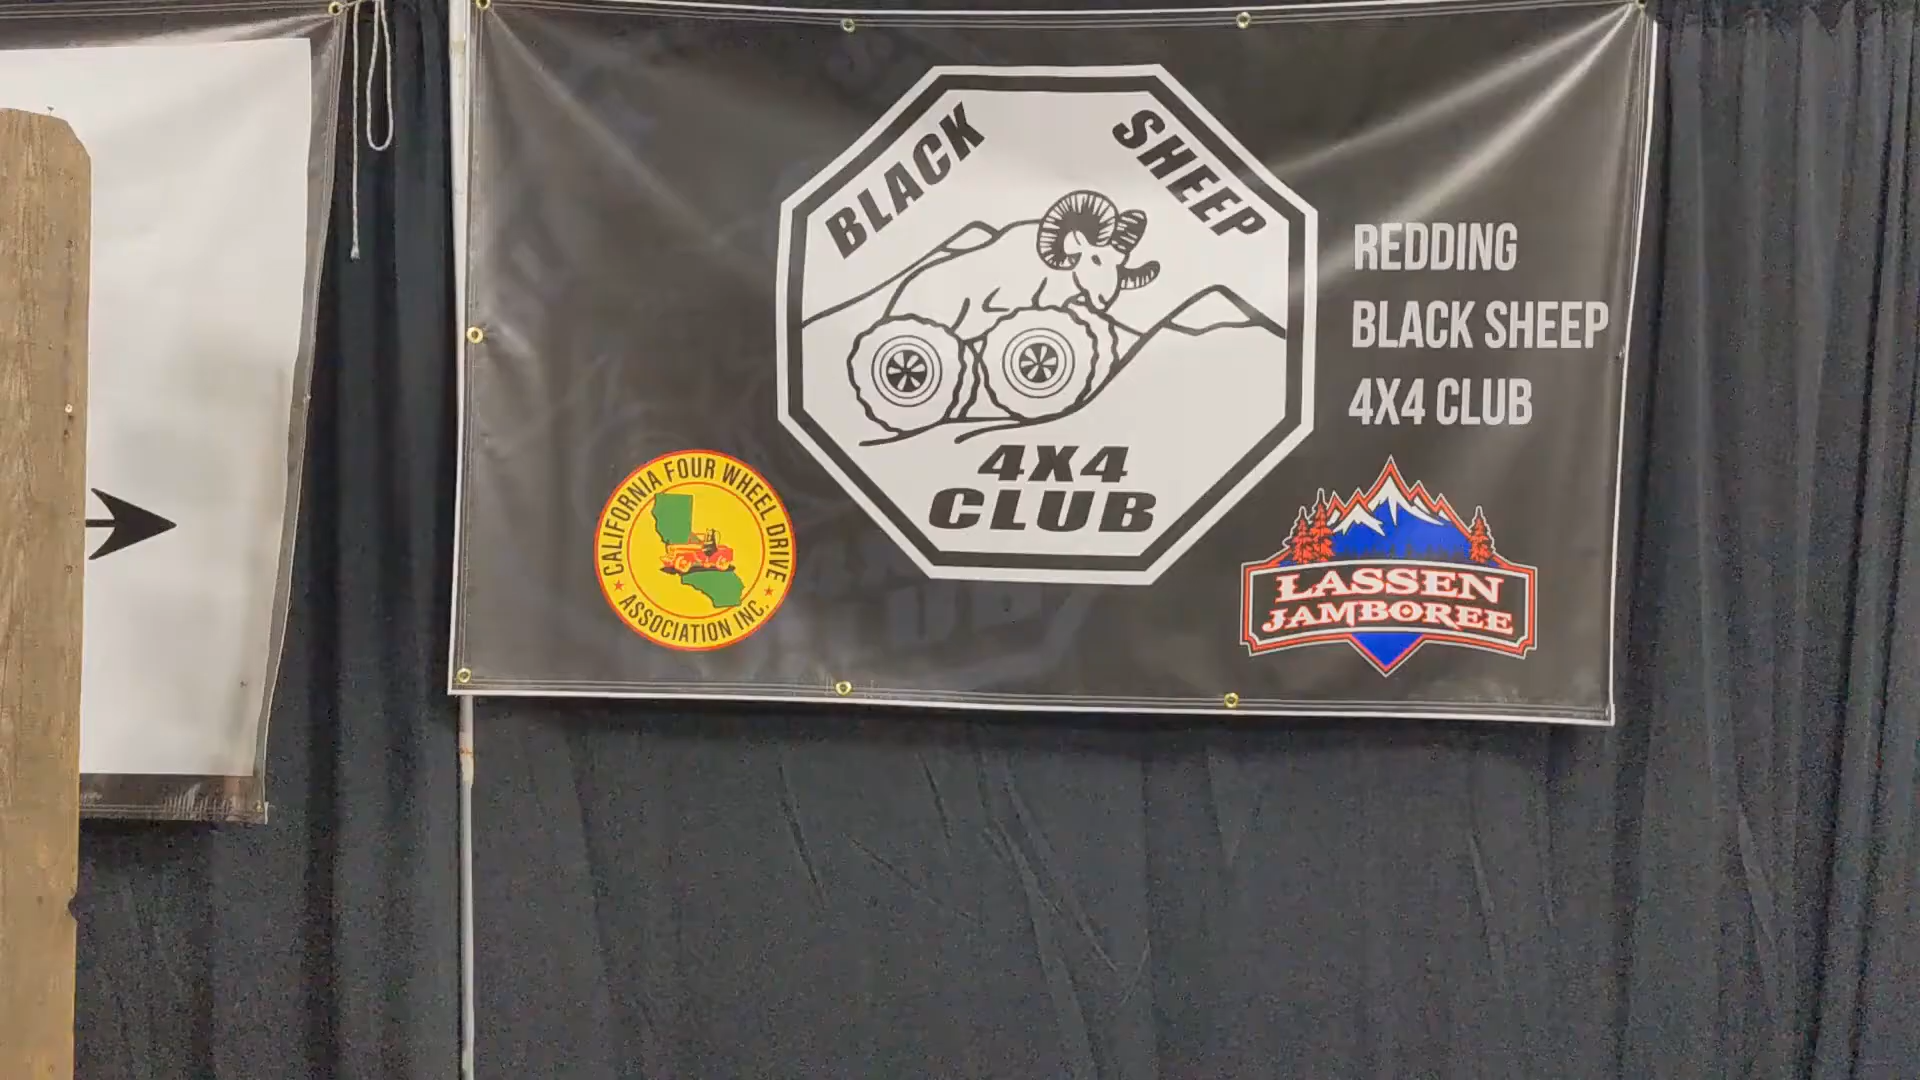 BLACK SHEEP
4X4
CLUB
REDDING
BLACK SHEEP
4X4 CLUB
CALIFORNIA FOUR WHEEL DRIVE
ASSOCIATION INC.
LASSEN
JAMBOREE